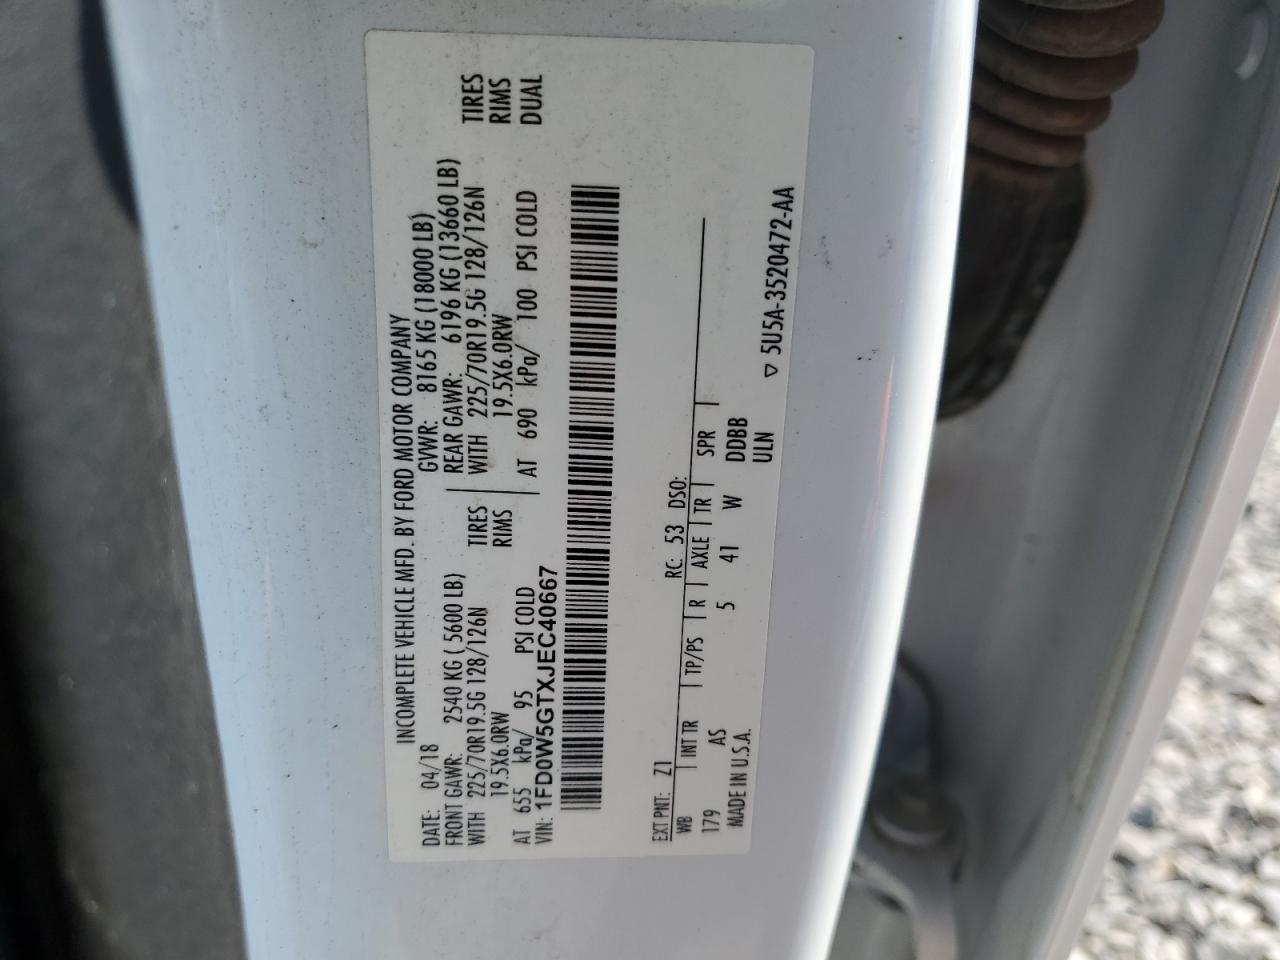 INCOMPLETE VEHICLE MFD. BY FORD MOTOR COMPANY
DATE: 04/18 GVWR: 8165 KG (18000 LB)
FRONT GAWR: 2540 KG ( 5600 LB) REAR GAWR: 6196 KG (13660 LB)
WITH 225/70R19.5G 128/126N TIRES WITH 225/70R19.5G 128/126N TIRES
19.5X6.0RW RIMS 19.5X6.0RW RIMS
AT 655 kPa/ 95 PSI COLD AT 690 kPa/ 100 PSI COLD DUAL
VIN: 1FD0W5GTXJEC40667
EXT PNT: Z1 RC: 53 DSO:
WB INT TR TP/PS R AXLE TR SPR
179 AS 5 41 W DDBB
MADE IN U.S.A. ULN
▽ 5U5A-3520472-AA